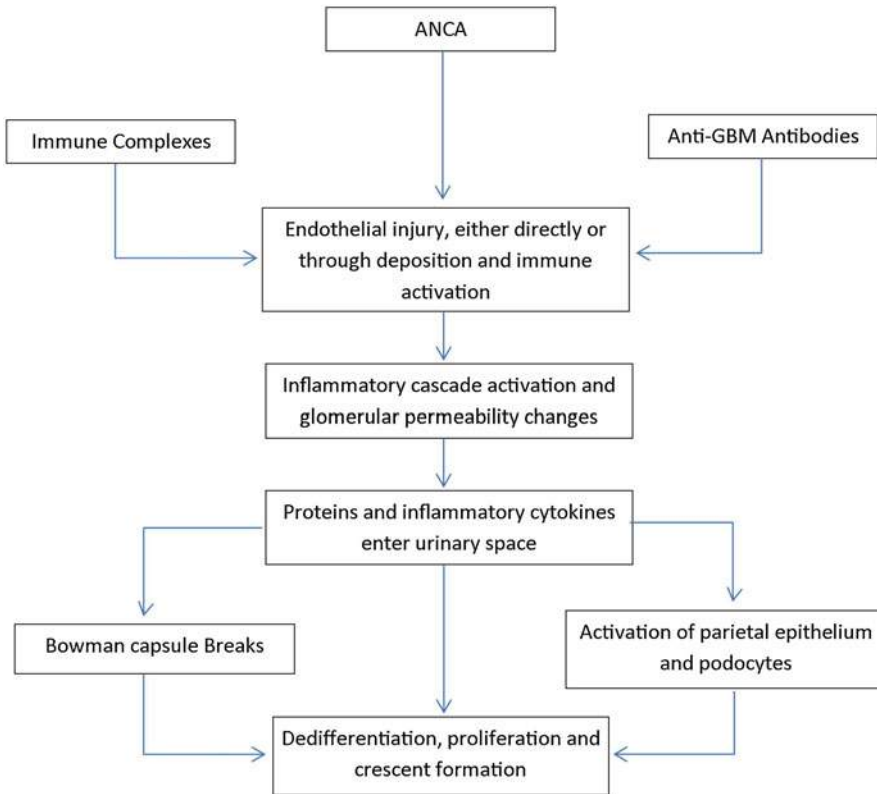 ANCA
Immune Complexes
Anti-GBM Antibodies
Endothelial injury, either directly or
through deposition and immune
activation
Inflammatory cascade activation and
glomerular permeability changes
Proteins and inflammatory cytokines
enter urinary space
Bowman capsule Breaks
Activation of parietal epithelium
and podocytes
Dedifferentiation, proliferation and
crescent formation